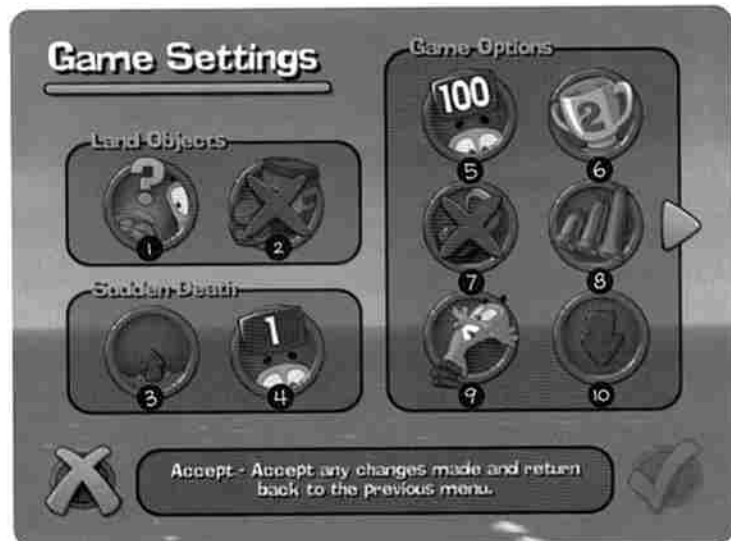 Game Settings
Land Objects
?
1
2
Sudden Death
3
1
4
Game Options
100
5
2
6
7
8
9
10
Accept - Accept any changes made and return
back to the previous menu.